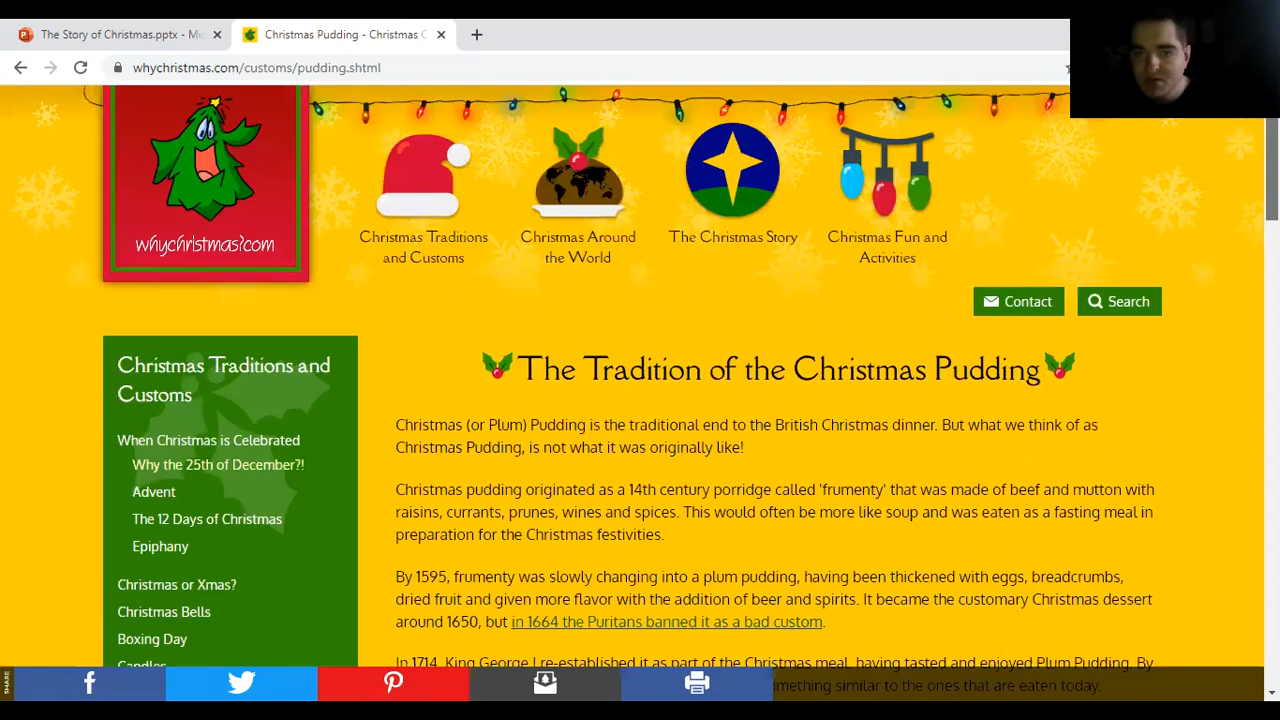 The Story of Christmas.pptx - Mic
Christmas Pudding - Christmas C
whychristmas.com/customs/pudding.shtml
whychristmas?com
Christmas Traditions
and Customs
Christmas Around
the World
The Christmas Story
Christmas Fun and
Activities
Contact
Search
Christmas Traditions and
Customs
When Christmas is Celebrated
Why the 25th of December?!
Advent
The 12 Days of Christmas
Epiphany
Christmas or Xmas?
Christmas Bells
Boxing Day
Candles
The Tradition of the Christmas Pudding
Christmas (or Plum) Pudding is the traditional end to the British Christmas dinner. But what we think of as
Christmas Pudding, is not what it was originally like!
Christmas pudding originated as a 14th century porridge called 'frumenty' that was made of beef and mutton with
raisins, currants, prunes, wines and spices. This would often be more like soup and was eaten as a fasting meal in
preparation for the Christmas festivities.
By 1595, frumenty was slowly changing into a plum pudding, having been thickened with eggs, breadcrumbs,
dried fruit and given more flavor with the addition of beer and spirits. It became the customary Christmas dessert
around 1650, but in 1664 the Puritans banned it as a bad custom.
In 1714, King George I re-established it as part of the Christmas meal, having tasted and enjoyed Plum Pudding. By
mething similar to the ones that are eaten today.
SHARE